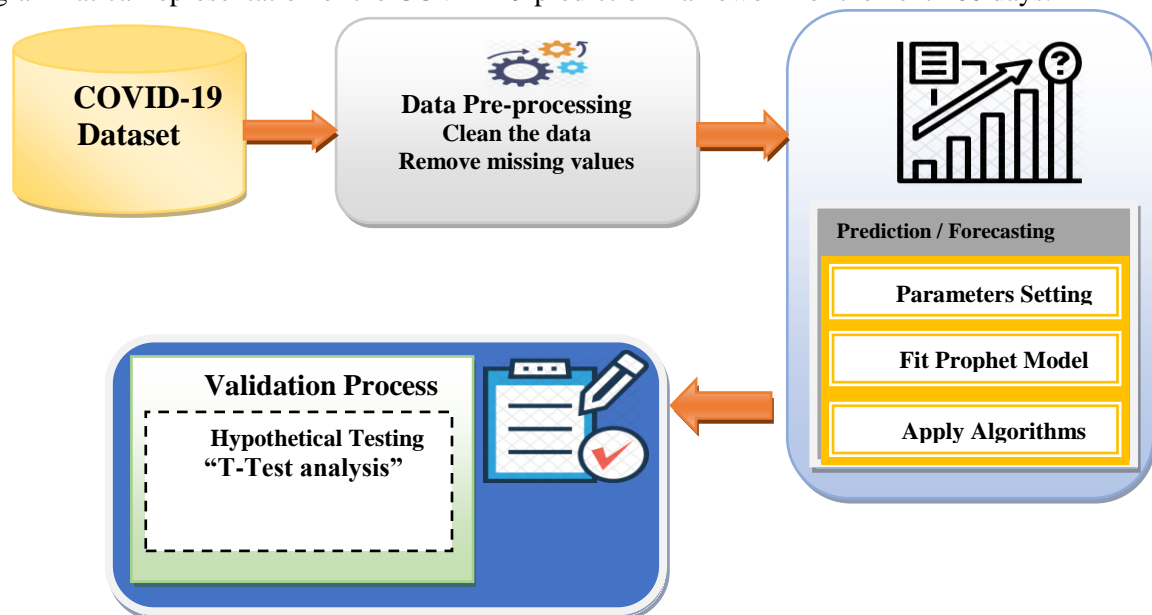 COVID-19
Dataset
Data Pre-processing
Clean the data
Remove missing values
?
Prediction / Forecasting
Parameters Setting
Fit Prophet Model
Apply Algorithms
Validation Process
Hypothetical Testing
“T-Test analysis”